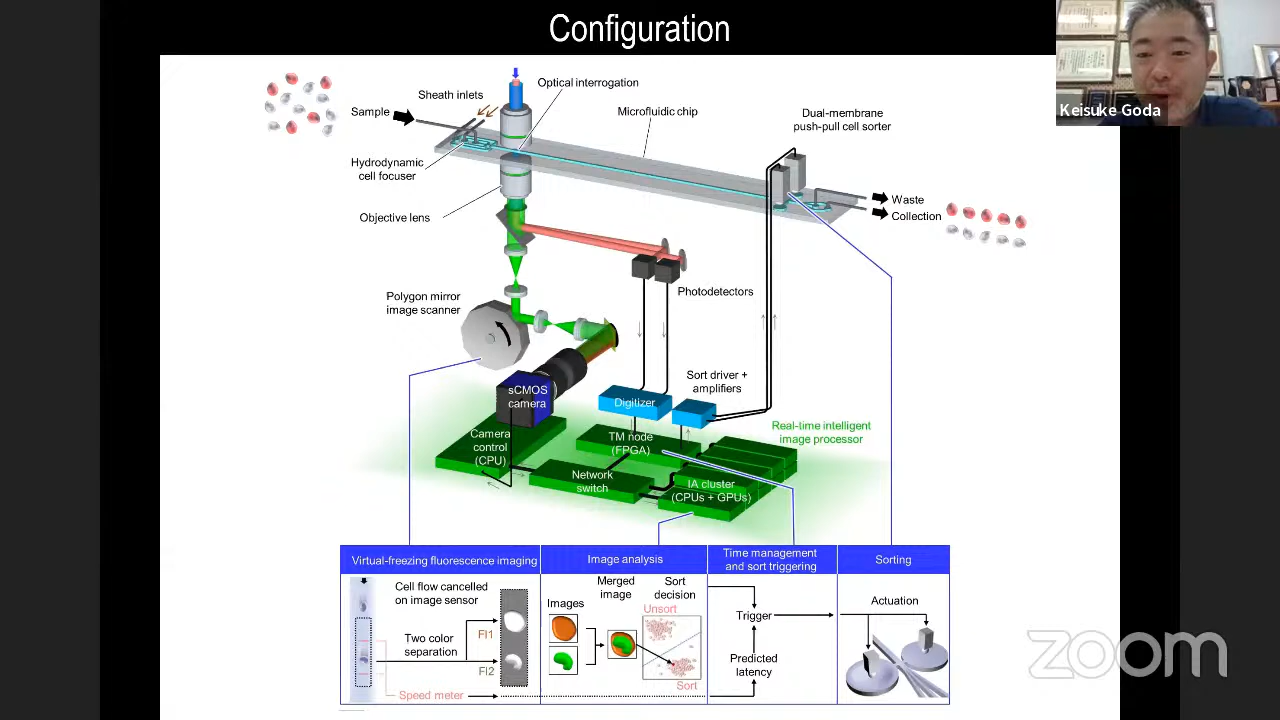 Configuration
Keisuke Goda
Sheath inlets
Optical interrogation
Sample
Microfluidic chip
Dual-membrane
push-pull cell sorter
Hydrodynamic
cell focuser
Objective lens
Waste
Collection
Photodetectors
Polygon mirror
image scanner
Sort driver +
amplifiers
sCMOS
camera
Digitizer
Camera
control
(CPU)
TM node
(FPGA)
Real-time intelligent
image processor
Network
switch
IA cluster
(CPUs + GPUs)
Virtual-freezing fluorescence imaging
Image analysis
Time management
and sort triggering
Sorting
Cell flow cancelled
on image sensor
Two color
separation
FI1
FI2
Speed meter
Images
Merged
image
Sort
decision
Unsort
Sort
Trigger
Predicted
latency
Actuation
zoom